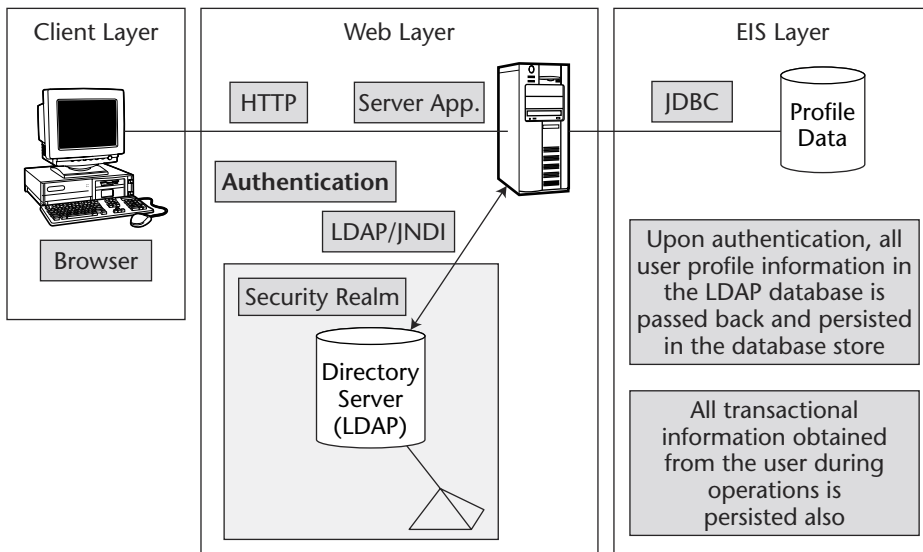 Client Layer
Web Layer
EIS Layer
HTTP
Server App.
JDBC
Profile
Data
Authentication
LDAP/JNDI
Browser
Security Realm
Directory
Server
(LDAP)
Upon authentication, all
user profile information in
the LDAP database is
passed back and persisted
in the database store
All transactional
information obtained
from the user during
operations is
persisted also